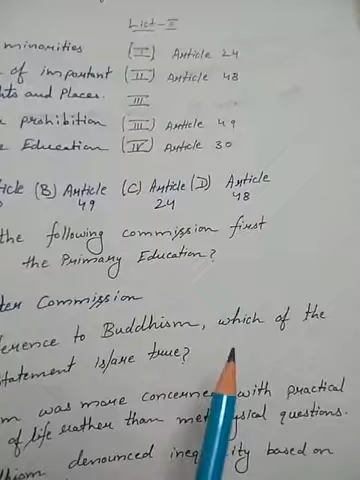 List-II
minorities (I) Article 24
of important (II) Article 48
and Places. III
prohibition (III) Article 49
Education (IV) Article 30
(B) Article (C) Article (D) Article
49 24 48
the following commission first
the Primary Education?
Commission
to Buddhism, which of the
statement is/are true?
was more concerned with practical
of life rather than questions.
denounced based on